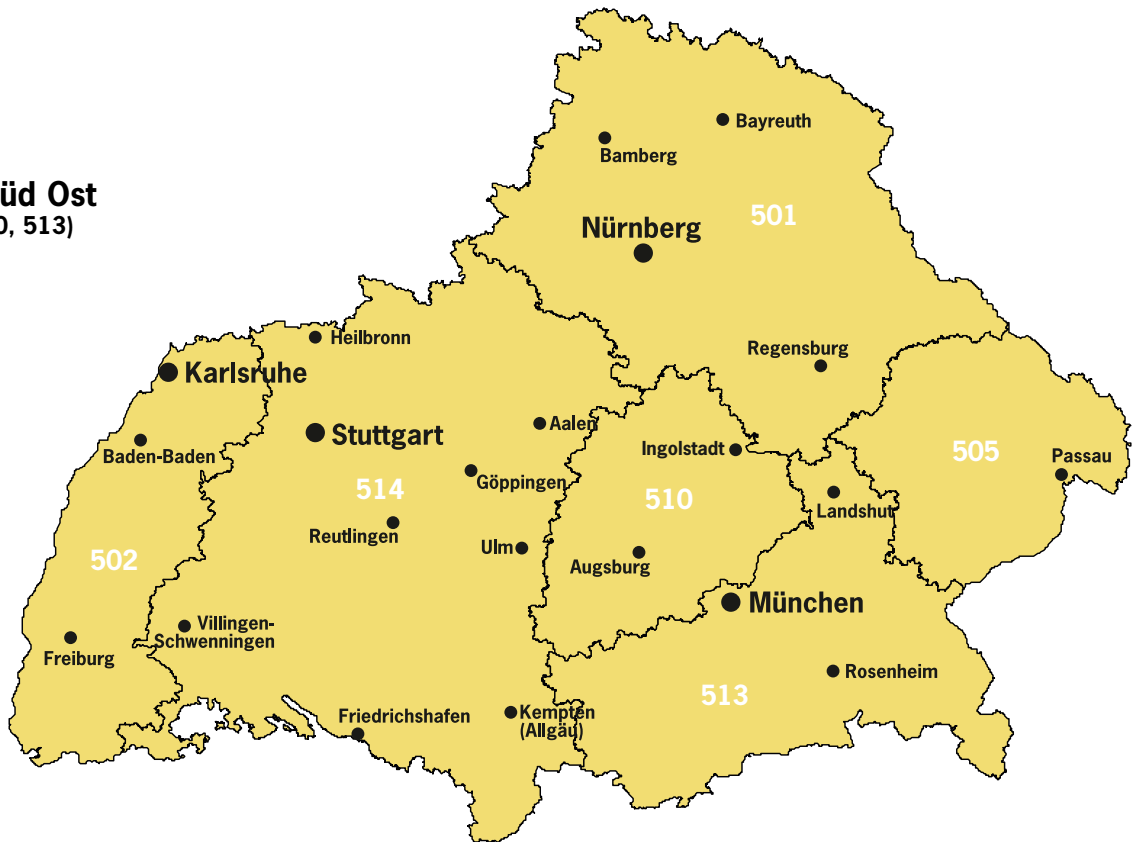 Bayreuth
Bamberg
üd Ost
0, 513)
501
Nürnberg
Heilbronn
Regensburg
Karlsruhe
Aalen
Stuttgart
Ingolstadt
505
Passau
Baden-Baden
514
Göppingen
510
Landshut
Reutlingen
Ulm
502
Augsburg
München
Villingen-
Schwenningen
Freiburg
Rosenheim
513
Friedrichshafen
Kempten
(Allgäu)